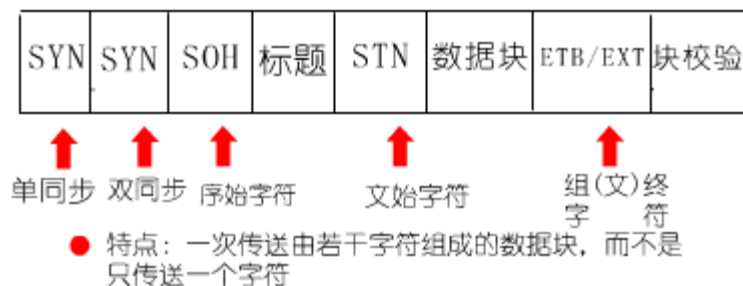 SYN SYN SOH 标题 STN 数据块 ETB/EXT 块校验
单同步 双同步 序始字符 文始字符 组(文)终
字 符
● 特点：一次传送由若干字符组成的数据块，而不是
只传送一个字符